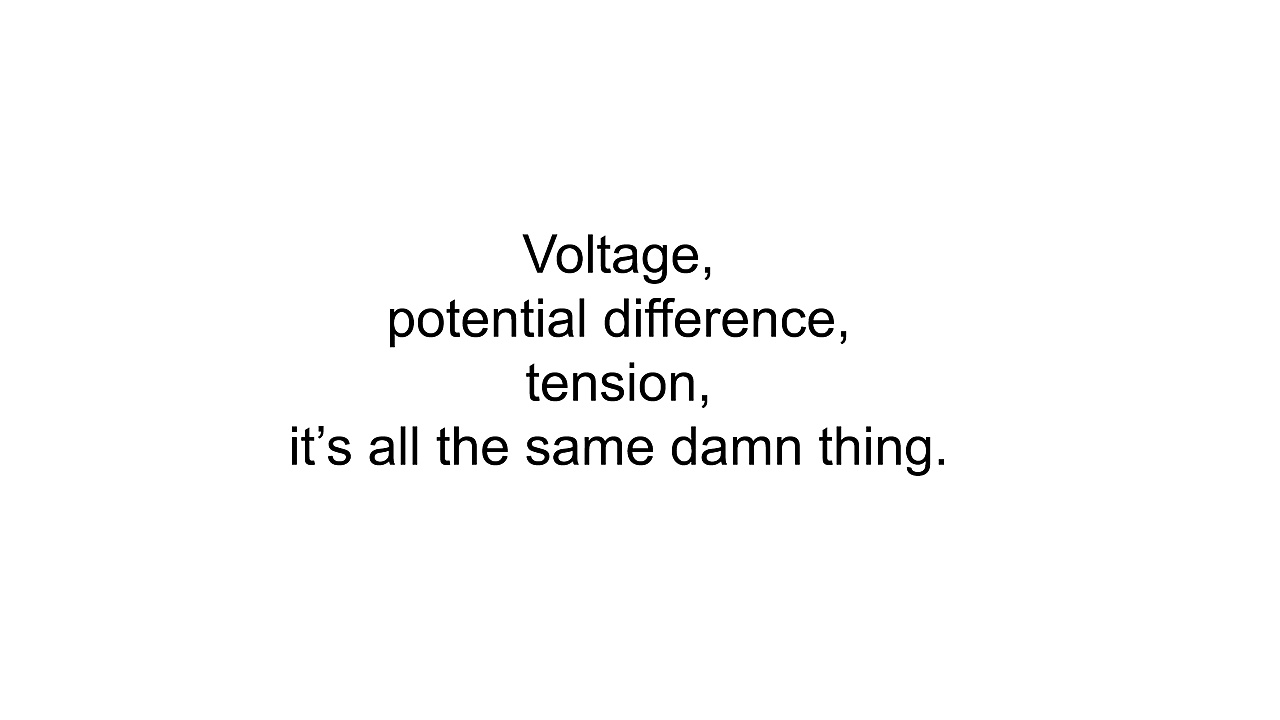 Voltage,
potential difference,
tension,
it’s all the same damn thing.